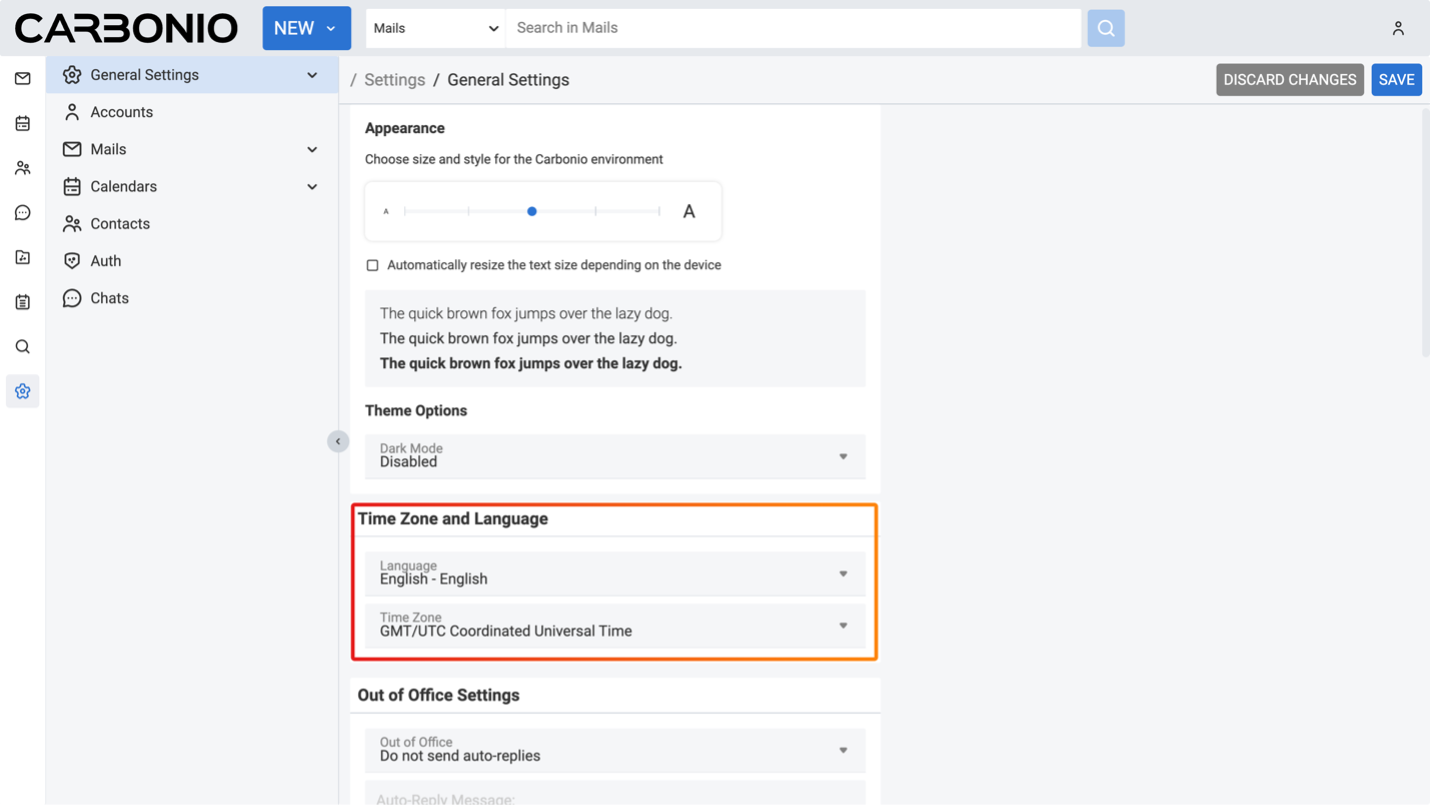 CARBONIO
NEW
Mails
Search in Mails
General Settings
Accounts
Mails
Calendars
Contacts
Auth
Chats
/ Settings / General Settings
DISCARD CHANGES
SAVE
Appearance
Choose size and style for the Carbonio environment
A
A
Automatically resize the text size depending on the device
The quick brown fox jumps over the lazy dog.
The quick brown fox jumps over the lazy dog.
The quick brown fox jumps over the lazy dog.
Theme Options
Dark Mode
Disabled
Time Zone and Language
Language
English - English
Time Zone
GMT/UTC Coordinated Universal Time
Out of Office Settings
Out of Office
Do not send auto-replies
Auto-Reply Message: